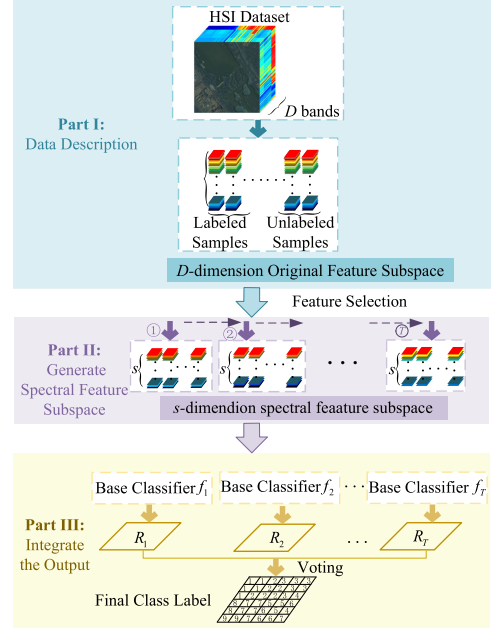 HSI Dataset
D bands
Part I:
Data Description
Labeled
Samples
Unlabeled
Samples
D-dimension Original Feature Subspace
Feature Selection
① ② Ⓣ
Part II:
Generate
Spectral Feature
Subspace
s s ··· s
s-dimendion spectral feaature subspace
Base Classifier f1 Base Classifier f2 ··· Base Classifier fT
Part III:
Integrate
the Output
R1 R2 ... RT
Voting
Final Class Label